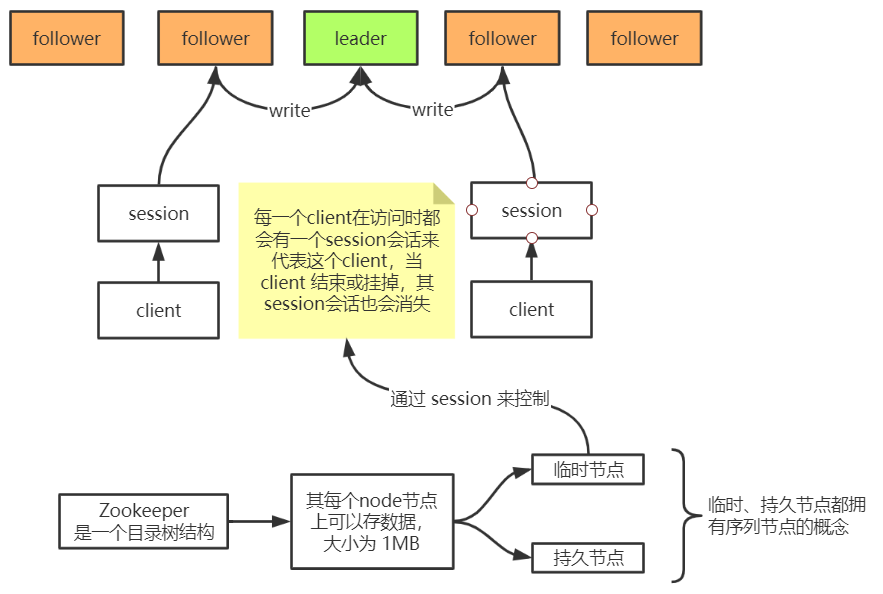 follower
follower
leader
follower
follower
write
write
session
session
每一个client在访问时都
会有一个session会话来
代表这个client，当
client 结束或挂掉，其
session会话也会消失
client
client
通过 session 来控制
临时节点
Zookeeper
是一个目录树结构
其每个node节点
上可以存数据，
大小为 1MB
临时、持久节点都拥
有序列节点的概念
持久节点